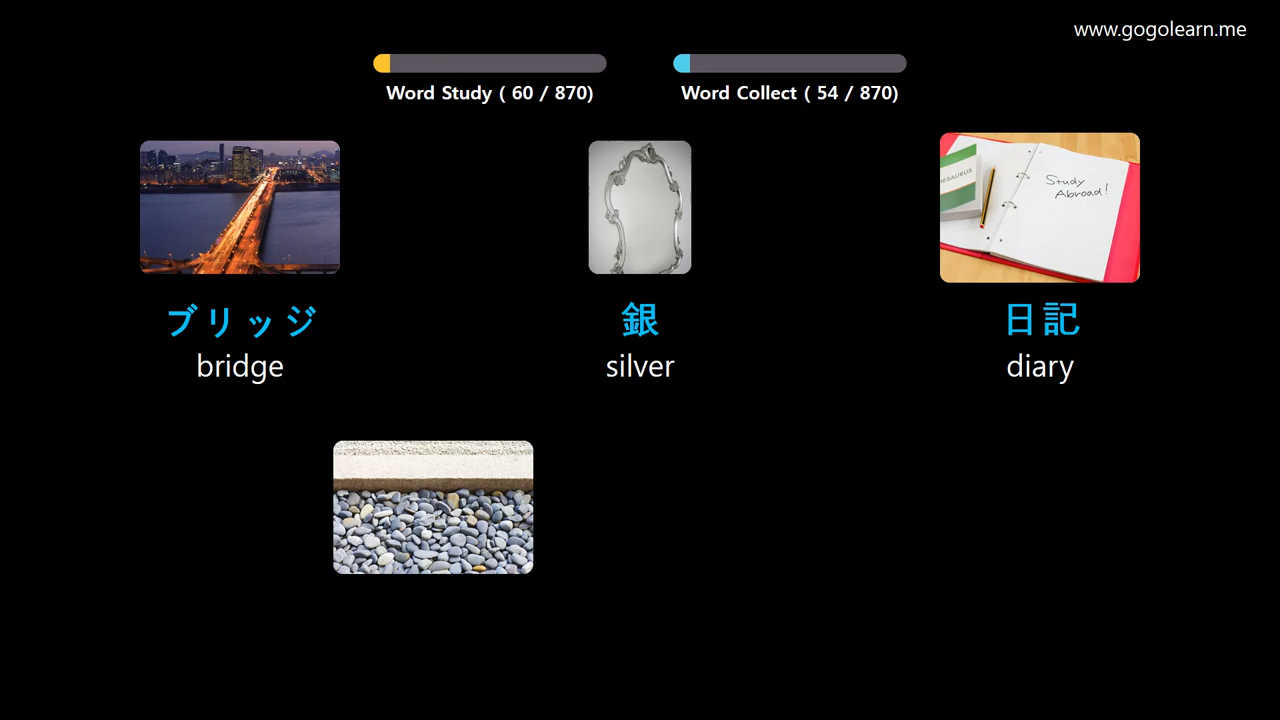 www.gogolearn.me
Word Study ( 60 / 870)
Word Collect ( 54 / 870)
THESAURUS
Study
Abroad!
ブリッジ
銀
日記
bridge
silver
diary